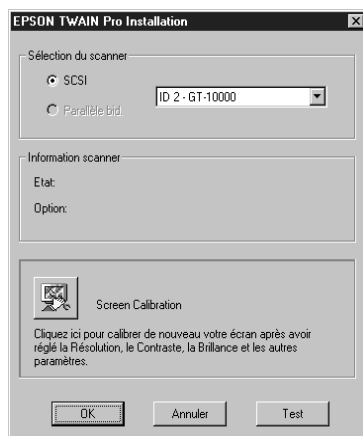 EPSON TWAIN Pro Installation
Sélection du scanner
SCSI
ID 2 - GT-10000
Parallèle bid.
Information scanner
Etat:
Option:
Screen Calibration
Cliquez ici pour calibrer de nouveau votre écran après avoir
réglé la Résolution, le Contraste, la Brillance et les autres
paramètres.
OK
Annuler
Test